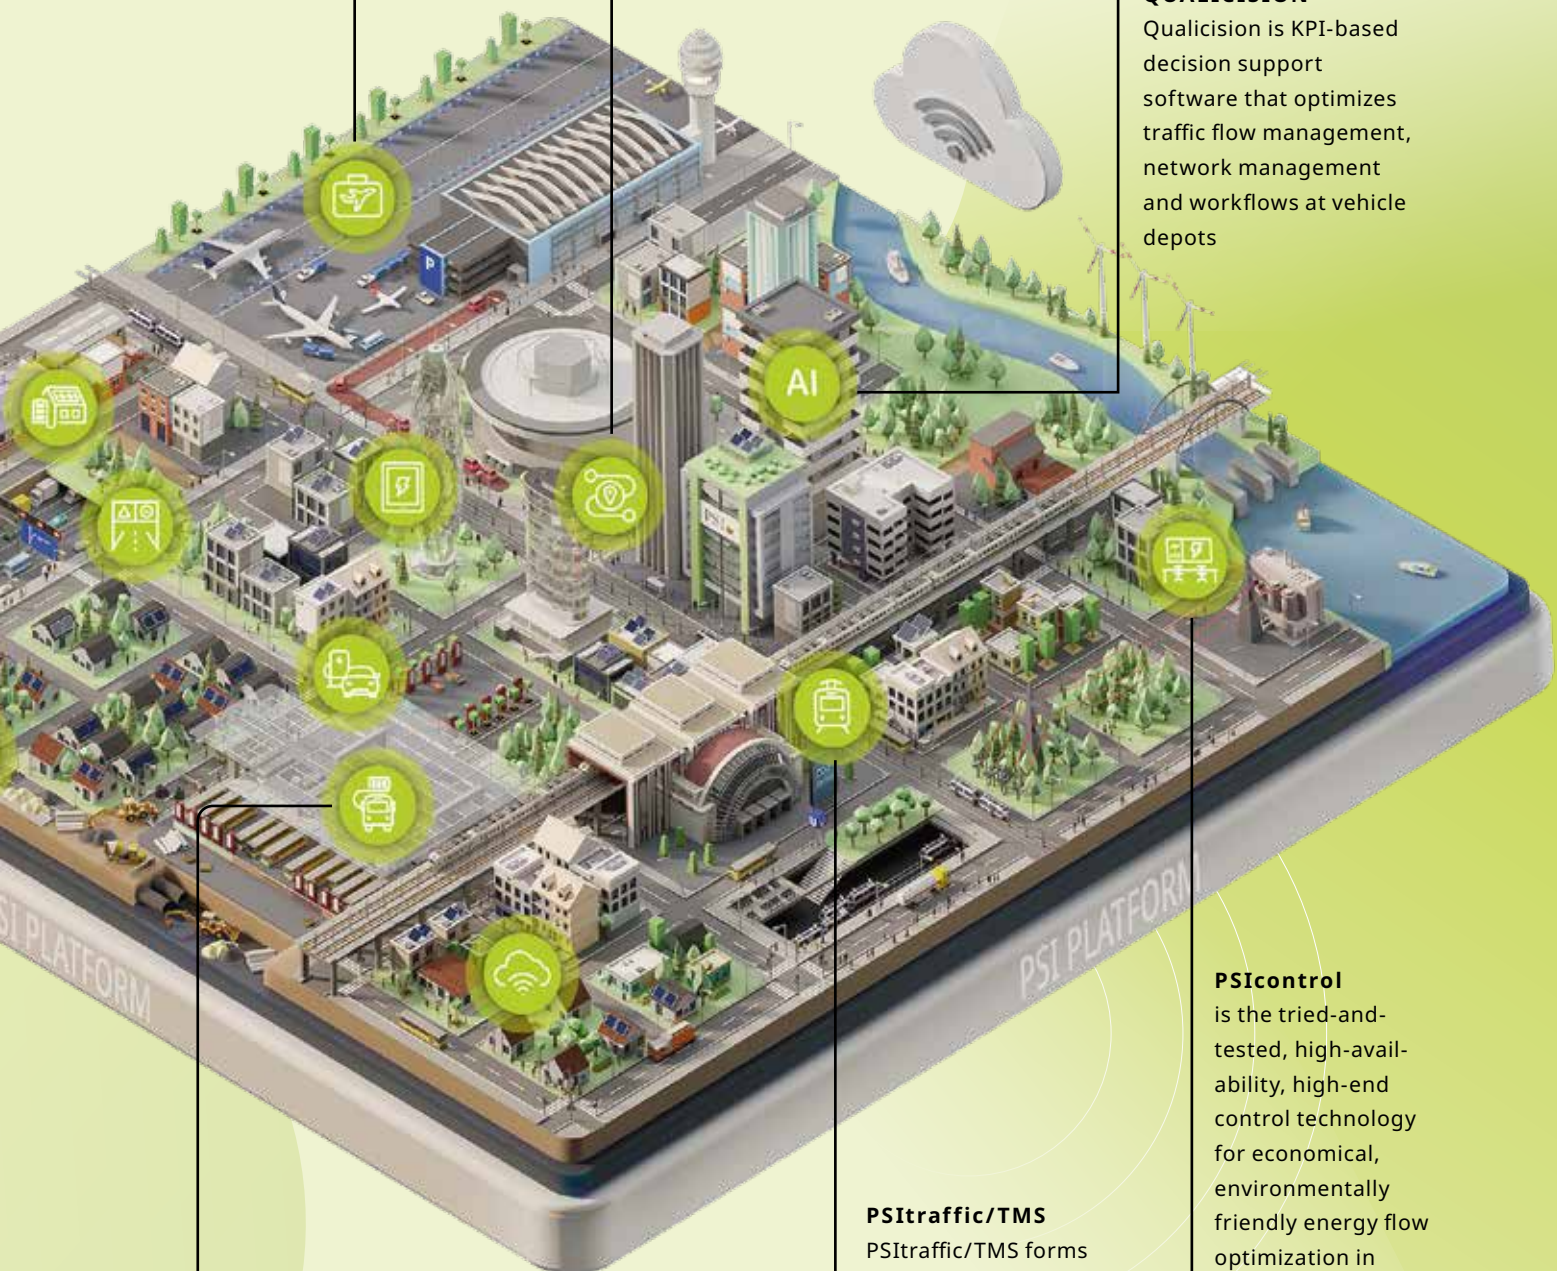 QUALICISION
Qualicision is KPI-based
decision support
software that optimizes
traffic flow management,
network management
and workflows at vehicle
depots
P
AI
PSI PLATFORM
SI PLATFORM
PSIcontrol
is the tried-and-
tested, high-avail-
ability, high-end
control technology
for economical,
environmentally
friendly energy flow
optimization in
PSItraffic/TMS
PSItraffic/TMS forms